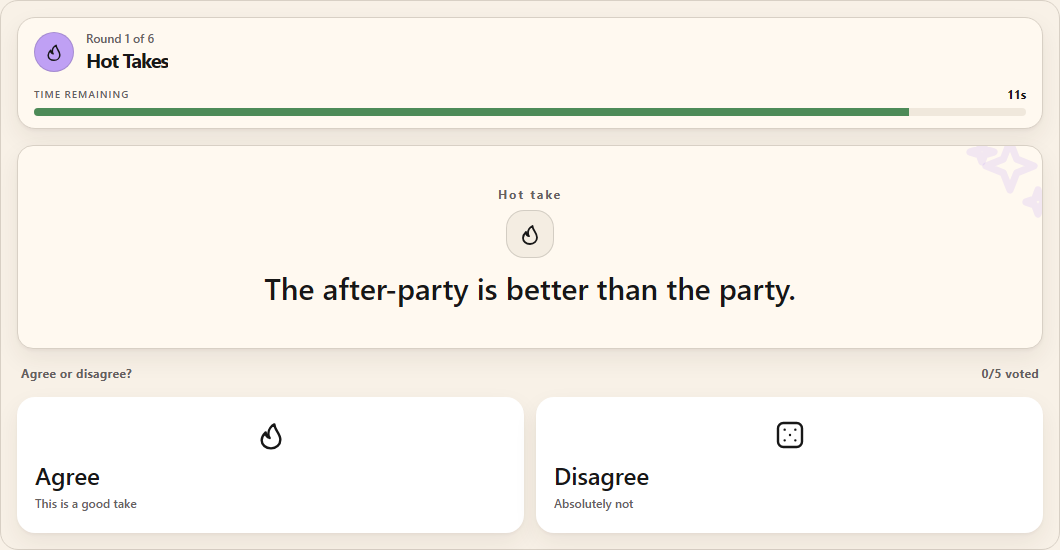 Round 1 of 6
Hot Takes
TIME REMAINING
11s
Hot take
The after-party is better than the party.
Agree or disagree?
0/5 voted
Agree
This is a good take
Disagree
Absolutely not